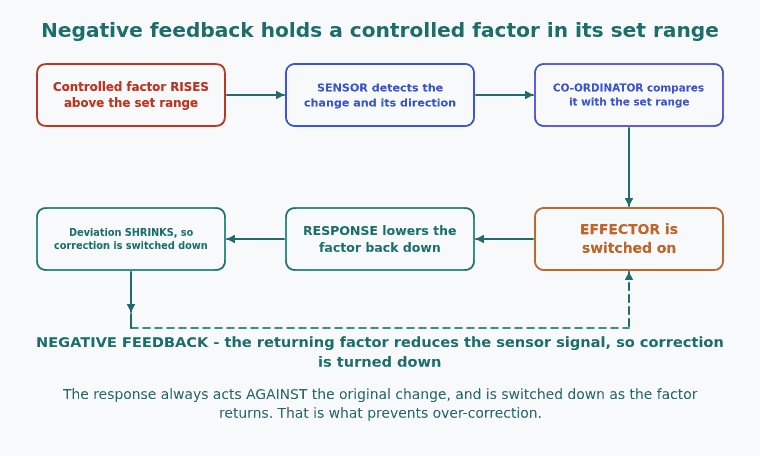 Negative feedback holds a controlled factor in its set range
Controlled factor RISES
above the set range
SENSOR detects the
change and its direction
CO-ORDINATOR compares
it with the set range
Deviation SHRINKS, so
correction is switched down
RESPONSE lowers the
factor back down
EFFECTOR is
switched on
NEGATIVE FEEDBACK - the returning factor reduces the sensor signal, so correction
is turned down
The response always acts AGAINST the original change, and is switched down as the factor
returns. That is what prevents over-correction.